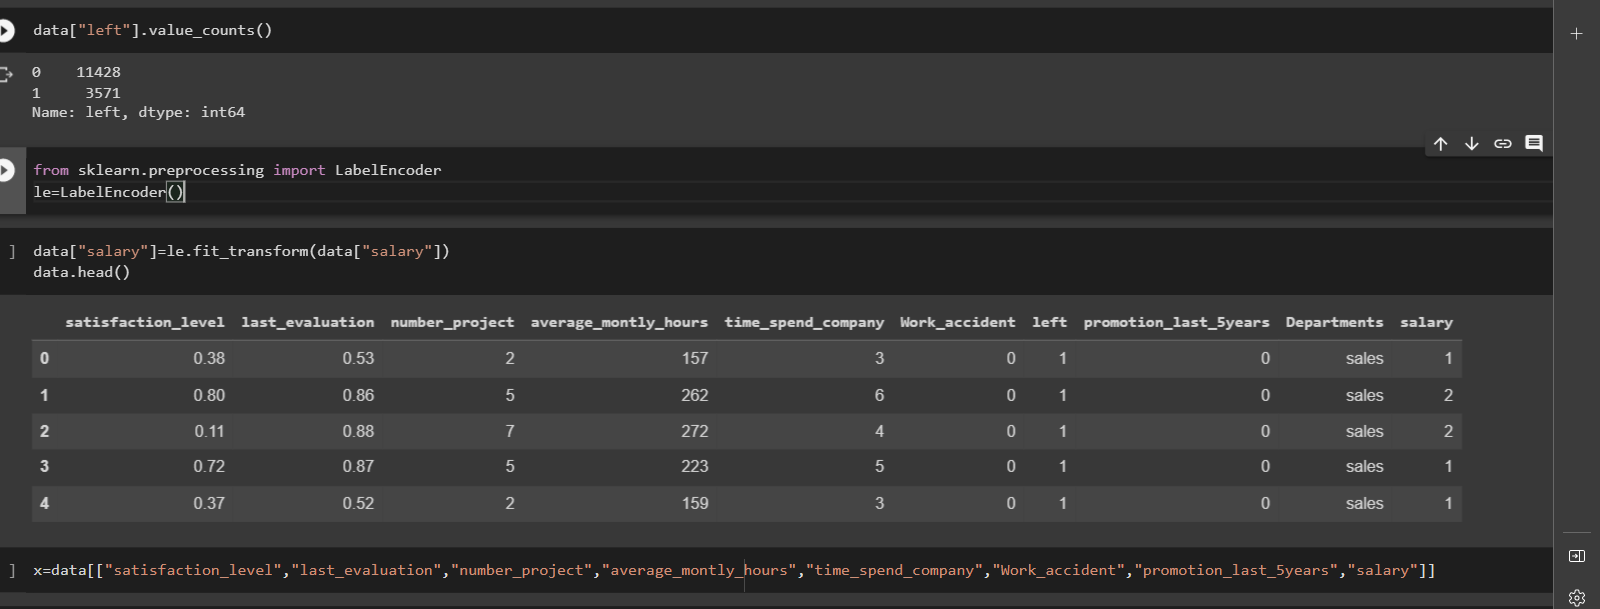 data["left"].value_counts()
0    11428
1     3571
Name: left, dtype: int64
from sklearn.preprocessing import LabelEncoder
le=LabelEncoder()
] data["salary"]=le.fit_transform(data["salary"])
data.head()
satisfaction_level last_evaluation number_project average_montly_hours time_spend_company Work_accident left promotion_last_5years Departments salary
0 0.38 0.53 2 157 3 0 1 0 sales 1
1 0.80 0.86 5 262 6 0 1 0 sales 2
2 0.11 0.88 7 272 4 0 1 0 sales 2
3 0.72 0.87 5 223 5 0 1 0 sales 1
4 0.37 0.52 2 159 3 0 1 0 sales 1
] x=data[["satisfaction_level","last_evaluation","number_project","average_montly_hours","time_spend_company","Work_accident","promotion_last_5years","salary"]]